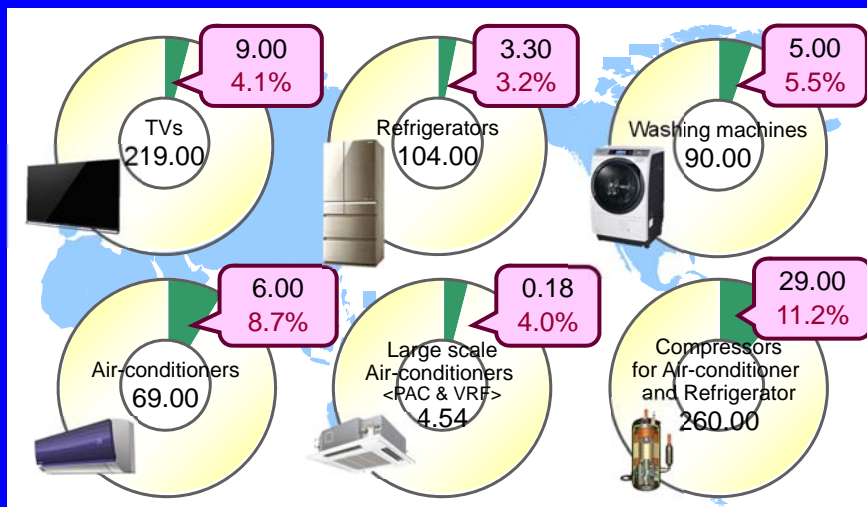 9.00
4.1%
TVs
219.00
3.30
3.2%
Refrigerators
104.00
5.00
5.5%
Washing machines
90.00
6.00
8.7%
Air-conditioners
69.00
0.18
4.0%
Large scale
Air-conditioners
<PAC & VRF>
4.54
29.00
11.2%
Compressors
for Air-conditioner
and Refrigerator
260.00